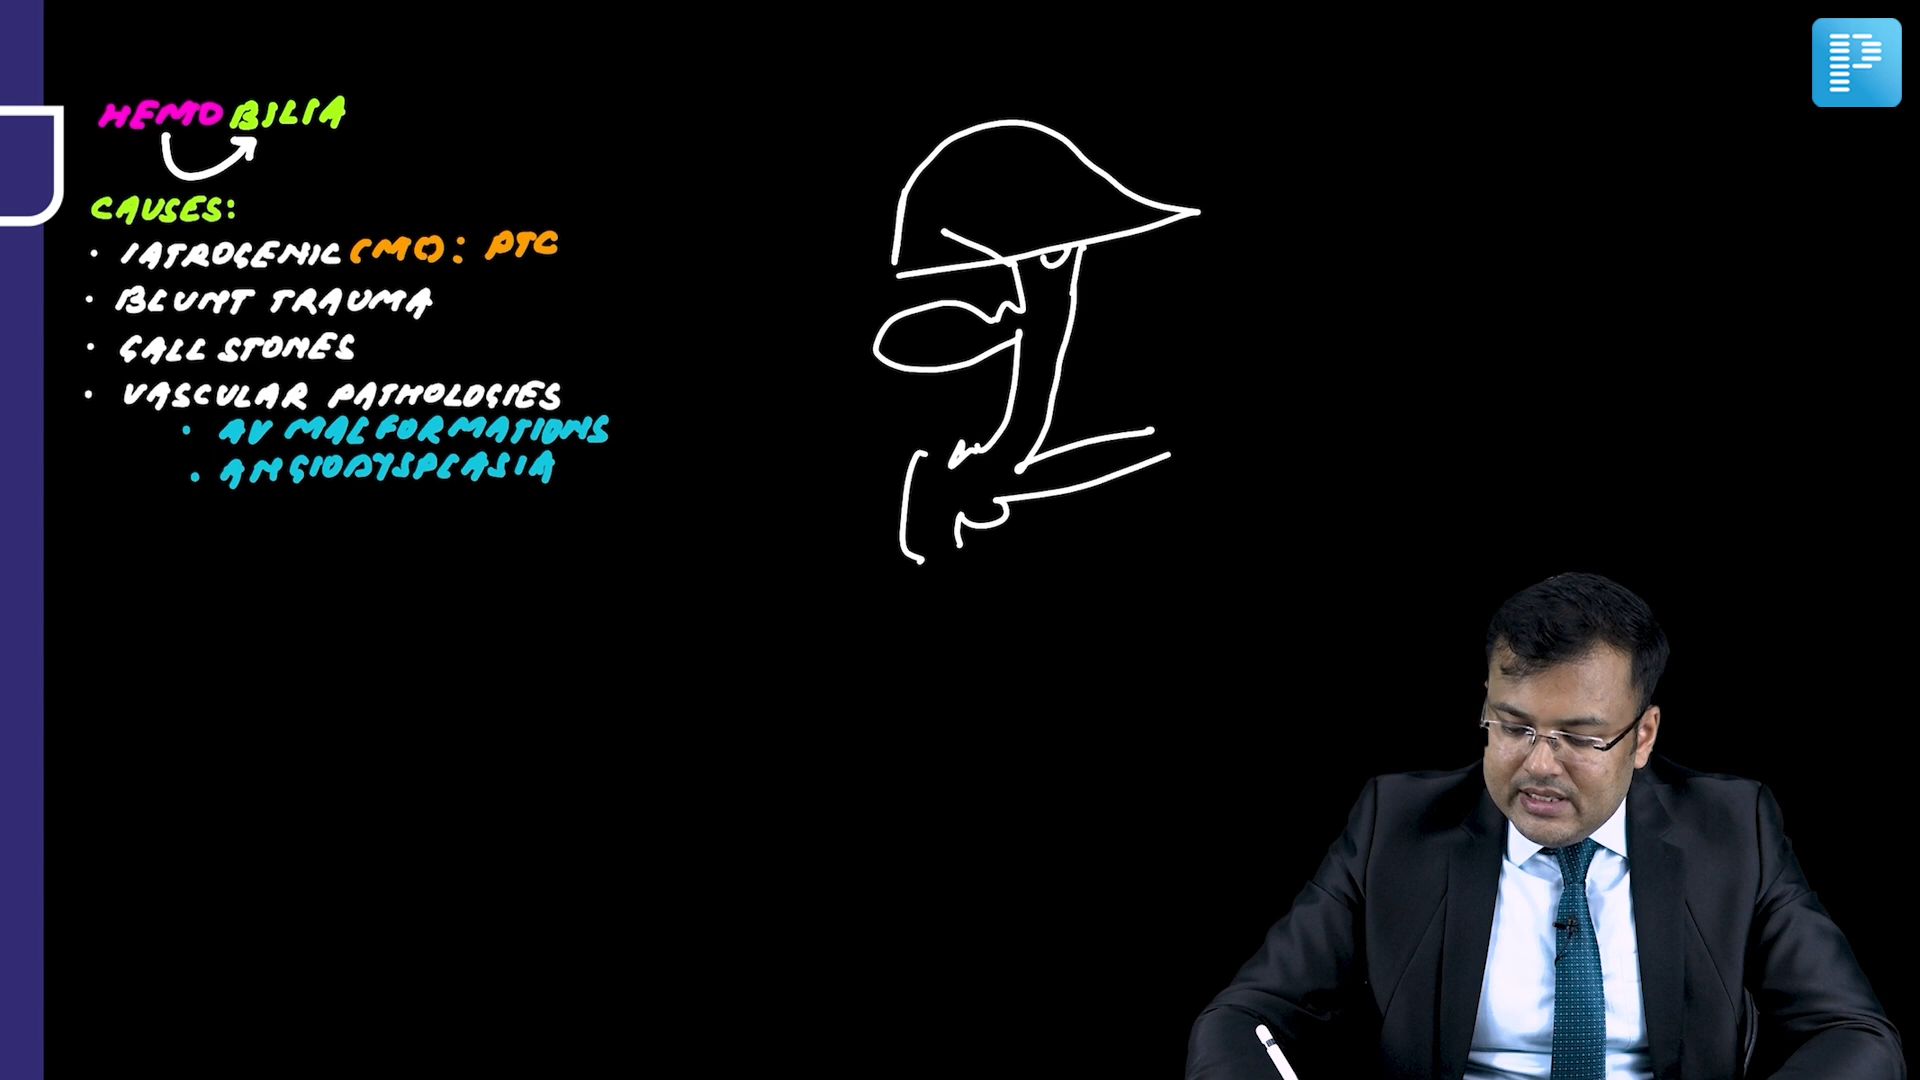 HEMOBILIA
CAUSES:
• IATROGENIC (MC): PTC
• BLUNT TRAUMA
• GALL STONES
• VASCULAR PATHOLOGIES
• AV MALFORMATIONS
• ANGIODYSPLASIA